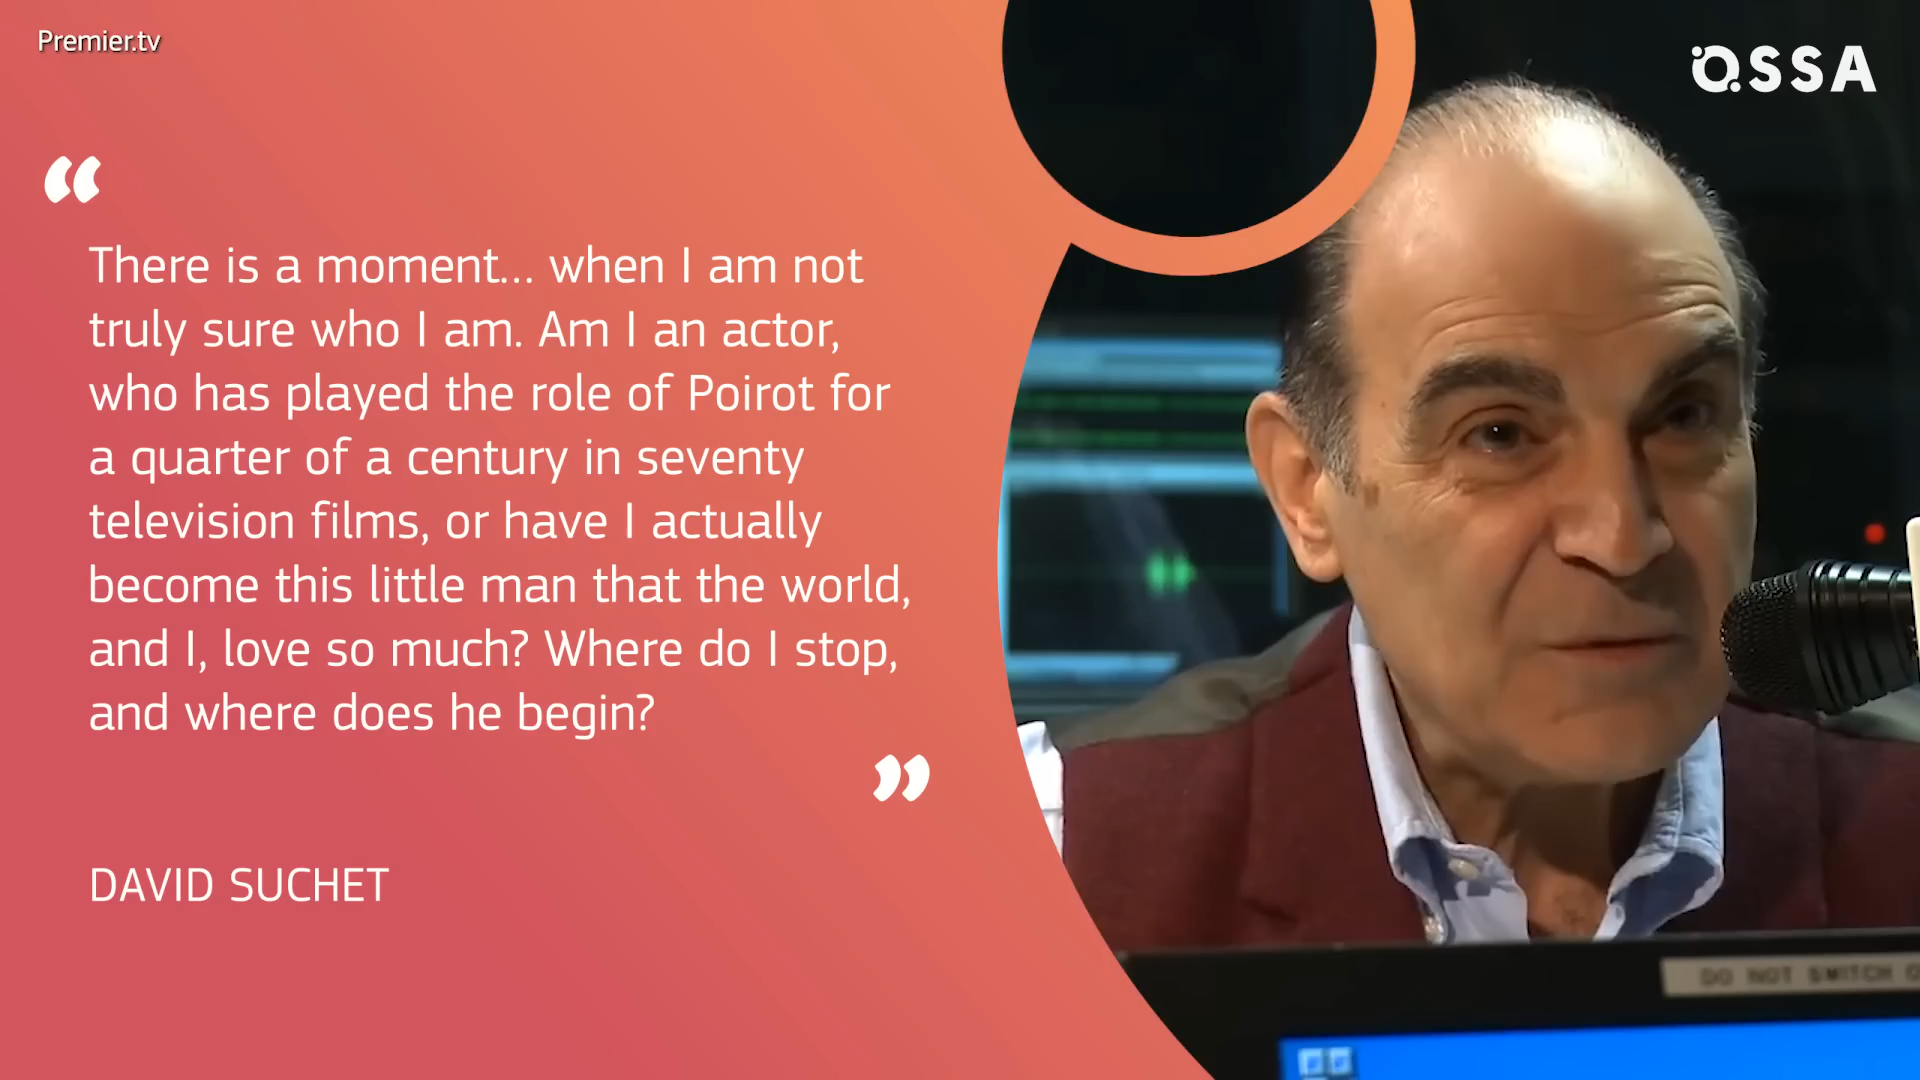 Premier.tv
OSSA
“
There is a moment... when I am not
truly sure who I am. Am I an actor,
who has played the role of Poirot for
a quarter of a century in seventy
television films, or have I actually
become this little man that the world,
and I, love so much? Where do I stop,
and where does he begin?
”
DAVID SUCHET
DO NOT SWITCH O